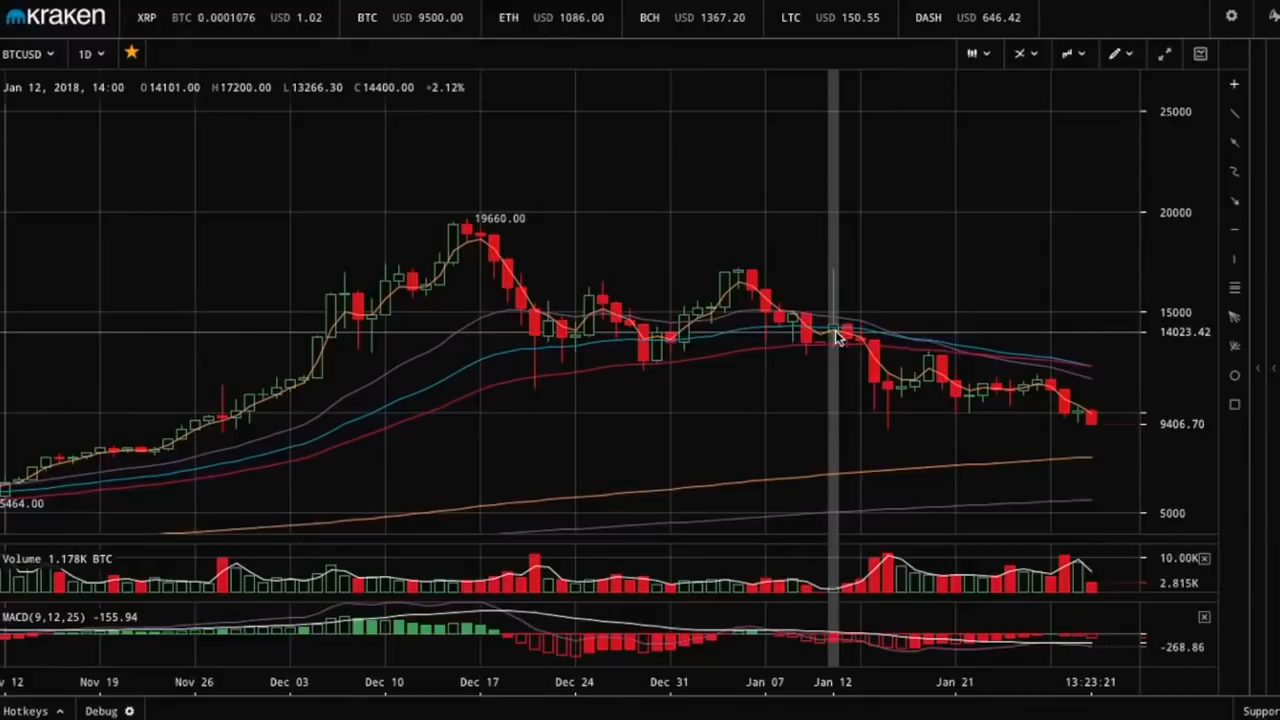 kraken XRP BTC 0.0001076 USD 1.02 BTC USD 9500.00 ETH USD 1086.00 BCH USD 1367.20 LTC USD 150.55 DASH USD 646.42
BTCUSD 1D
Jan 12, 2018, 14:00 O14101.00 H17200.00 L13266.30 C14400.00 +2.12%
25000
19660.00
20000
15000
14023.42
9406.70
5464.00
5000
Volume 1.178K BTC
10.00K
2.815K
MACD(9,12,25) -155.94
-268.86
v 12 Nov 19 Nov 26 Dec 03 Dec 10 Dec 17 Dec 24 Dec 31 Jan 07 Jan 12 Jan 21 13:23:21
Hotkeys Debug Suppor